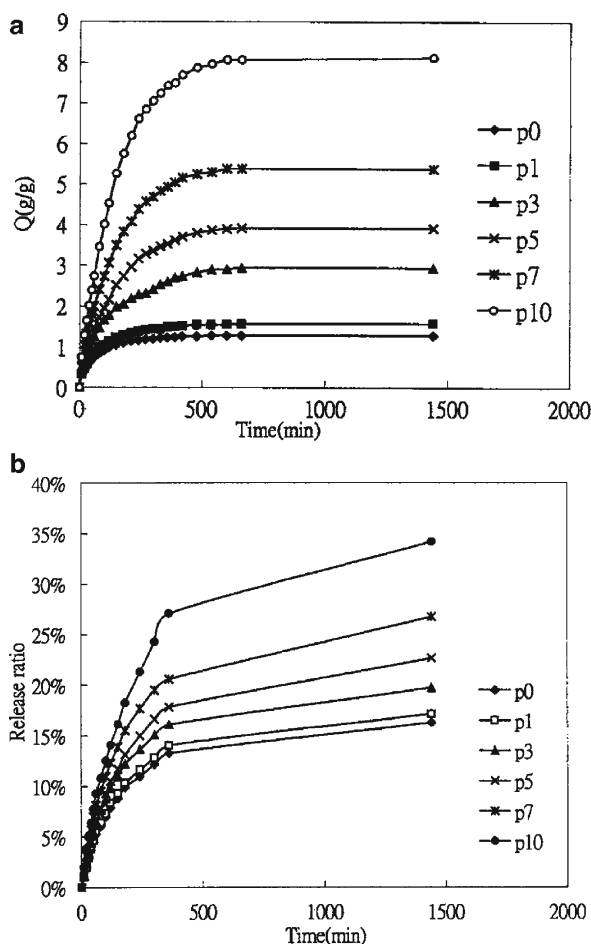 a
9
8
7
6
5
4
3
2
1
0
Q(g/g)
0
500
1000
1500
2000
Time(min)
p0
p1
p3
p5
p7
p10
b
40%
35%
30%
25%
20%
15%
10%
5%
0%
Release ratio
0
500
1000
1500
2000
Time(min)
p0
p1
p3
p5
p7
p10